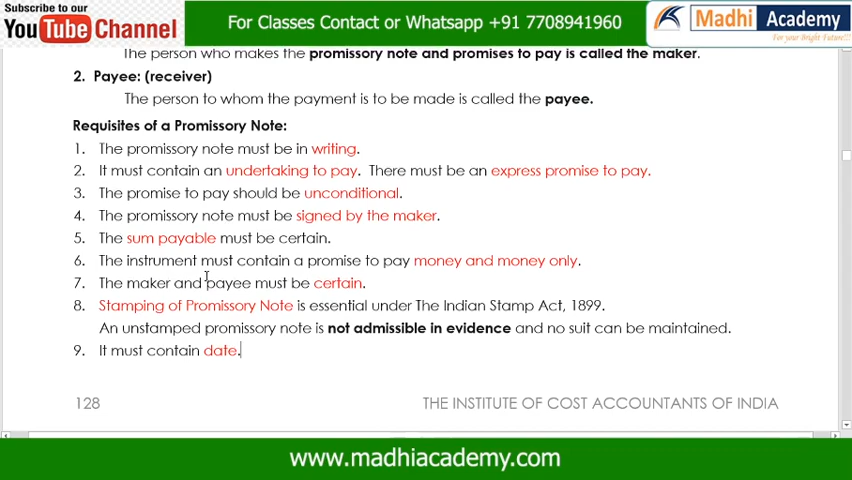 Subscribe to our
YouTube Channel
For Classes Contact or Whatsapp +91 7708941960
Madhi Academy
For your Bright Future!!!
The person who makes the promissory note and promises to pay is called the maker.
2. Payee: (receiver)
The person to whom the payment is to be made is called the payee.
Requisites of a Promissory Note:
1. The promissory note must be in writing.
2. It must contain an undertaking to pay. There must be an express promise to pay.
3. The promise to pay should be unconditional.
4. The promissory note must be signed by the maker.
5. The sum payable must be certain.
6. The instrument must contain a promise to pay money and money only.
7. The maker and payee must be certain.
8. Stamping of Promissory Note is essential under The Indian Stamp Act, 1899.
An unstamped promissory note is not admissible in evidence and no suit can be maintained.
9. It must contain date.
128
THE INSTITUTE OF COST ACCOUNTANTS OF INDIA
www.madhiacademy.com